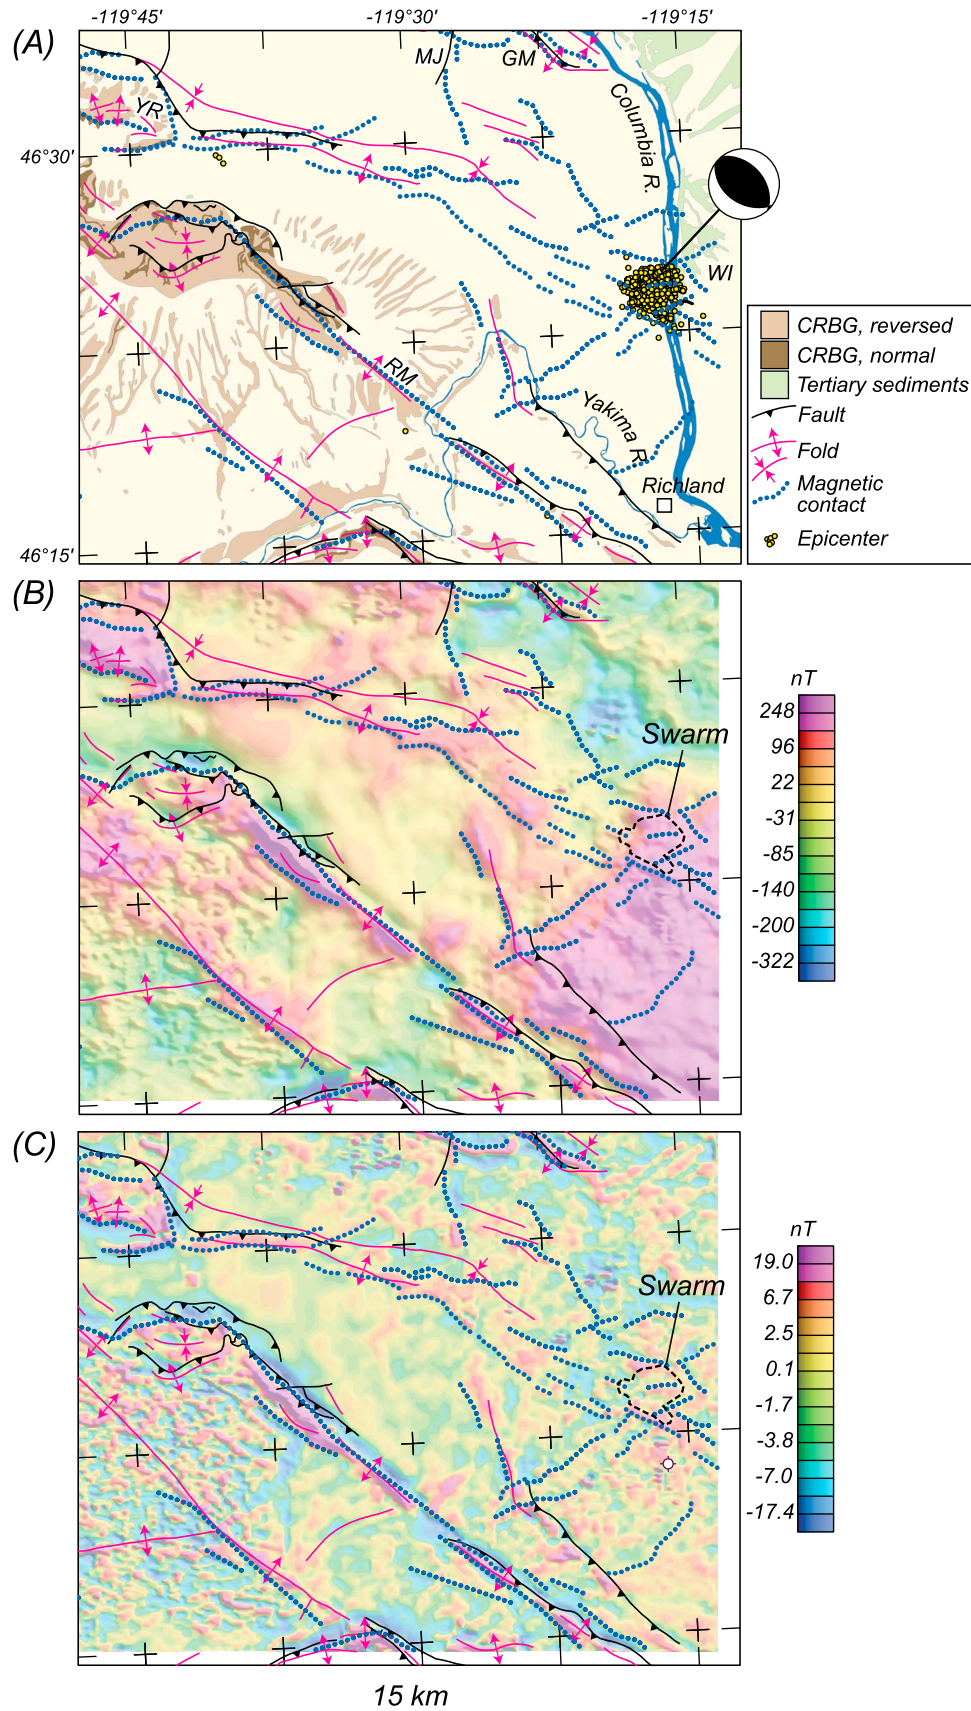 -119°45'
-119°30'
-119°15'
(A)
MJ
GM
YR
Columbia R.
46°30'
WI
CRBG, reversed
CRBG, normal
Tertiary sediments
Fault
Fold
Magnetic
contact
Epicenter
RM
Yakima R.
Richland
46°15'
(B)
nT
248
96
22
-31
-85
-140
-200
-322
Swarm
(C)
nT
19.0
6.7
2.5
0.1
-1.7
-3.8
-7.0
-17.4
Swarm
15 km